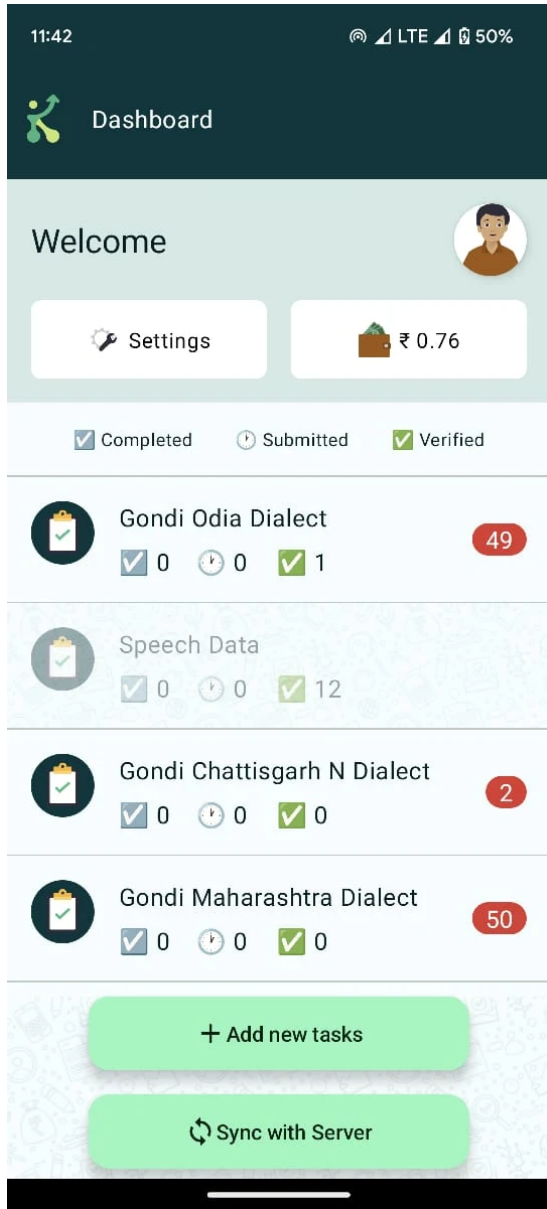 11:42 LTE 50%
Dashboard
Welcome
Settings ₹ 0.76
Completed Submitted Verified
Gondi Odia Dialect
49
0 0 1
Speech Data
0 0 12
Gondi Chattisgarh N Dialect
2
0 0 0
Gondi Maharashtra Dialect
50
0 0 0
+ Add new tasks
Sync with Server